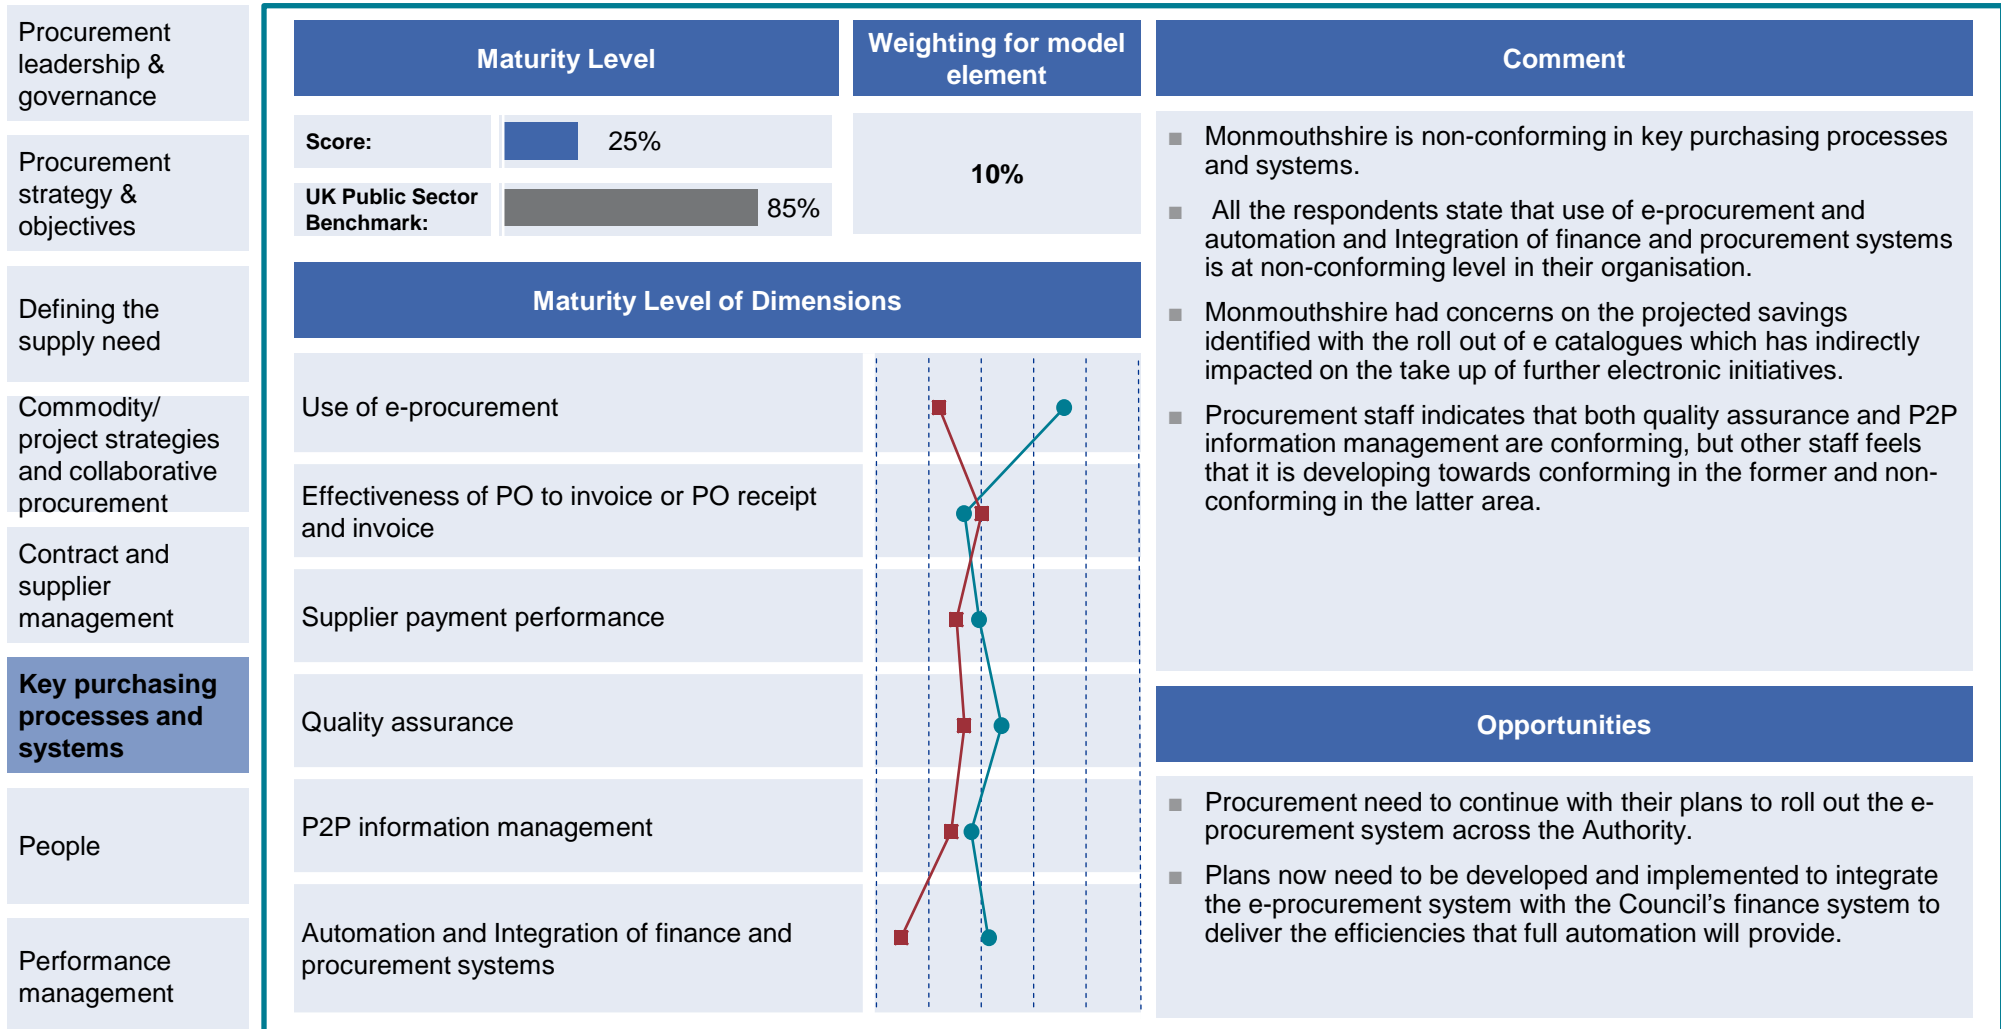 Procurement
leadership &
governance
Procurement
strategy &
objectives
Defining the
supply need
Commodity/
project strategies
and collaborative
procurement
Contract and
supplier
management
Key purchasing
processes and
systems
People
Performance
management
Maturity Level
Score:
25%
UK Public Sector
Benchmark:
85%
Weighting for model
element
10%
Maturity Level of Dimensions
Use of e-procurement
Effectiveness of PO to invoice or PO receipt
and invoice
Supplier payment performance
Quality assurance
P2P information management
Automation and Integration of finance and
procurement systems
Comment
Monmouthshire is non-conforming in key purchasing processes
and systems.
All the respondents state that use of e-procurement and
automation and Integration of finance and procurement systems
is at non-conforming level in their organisation.
Monmouthshire had concerns on the projected savings
identified with the roll out of e catalogues which has indirectly
impacted on the take up of further electronic initiatives.
Procurement staff indicates that both quality assurance and P2P
information management are conforming, but other staff feels
that it is developing towards conforming in the former and non-
conforming in the latter area.
Opportunities
Procurement need to continue with their plans to roll out the e-
procurement system across the Authority.
Plans now need to be developed and implemented to integrate
the e-procurement system with the Council’s finance system to
deliver the efficiencies that full automation will provide.